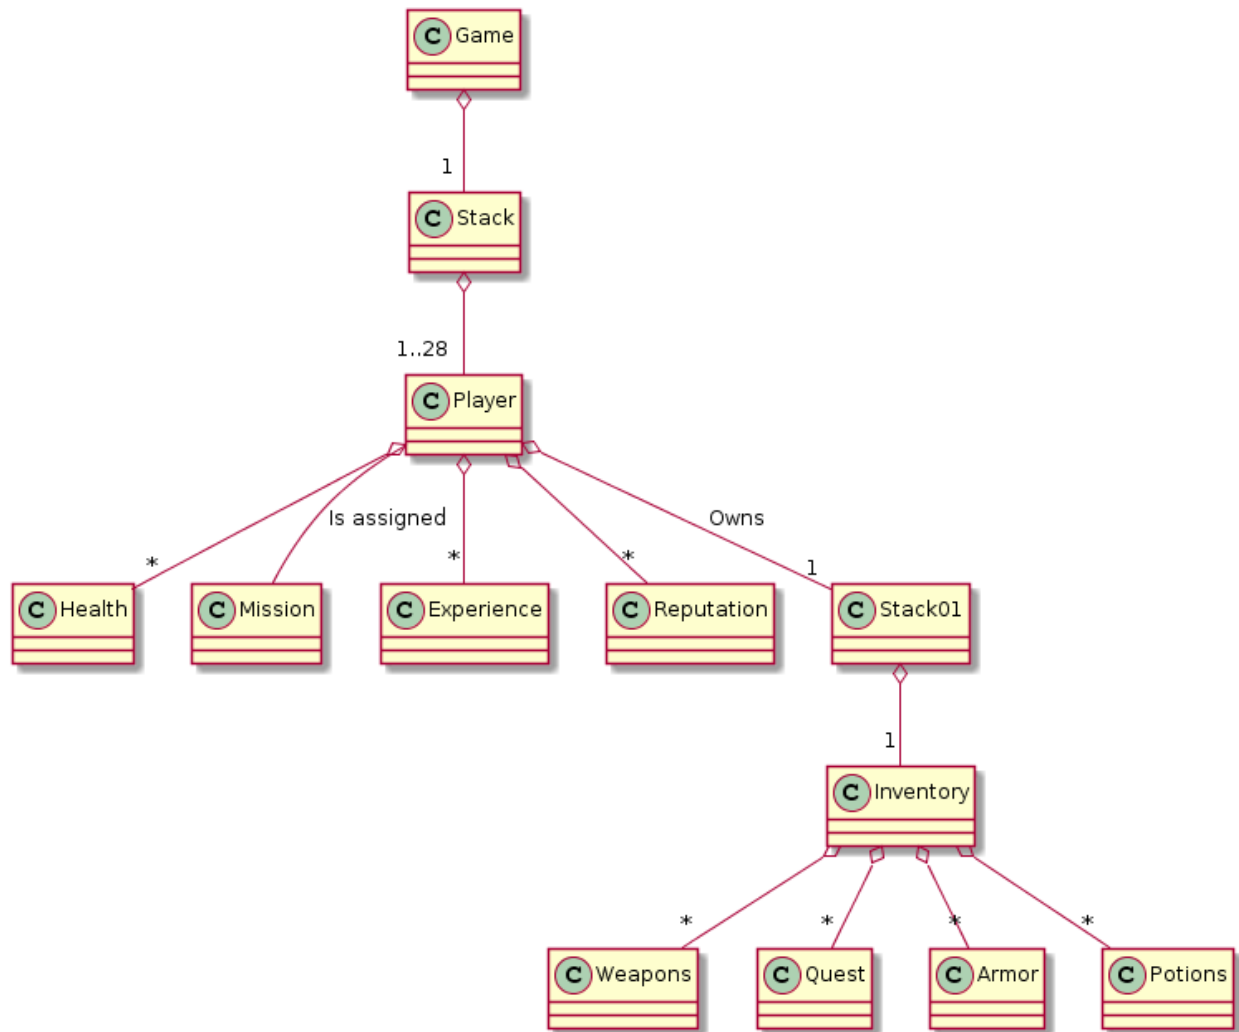 C Game
1
C Stack
1..28
C Player
Is assigned
Owns
*
*
*
1
C Health
C Mission
C Experience
C Reputation
C Stack01
1
C Inventory
*
*
*
*
C Weapons
C Quest
C Armor
C Potions